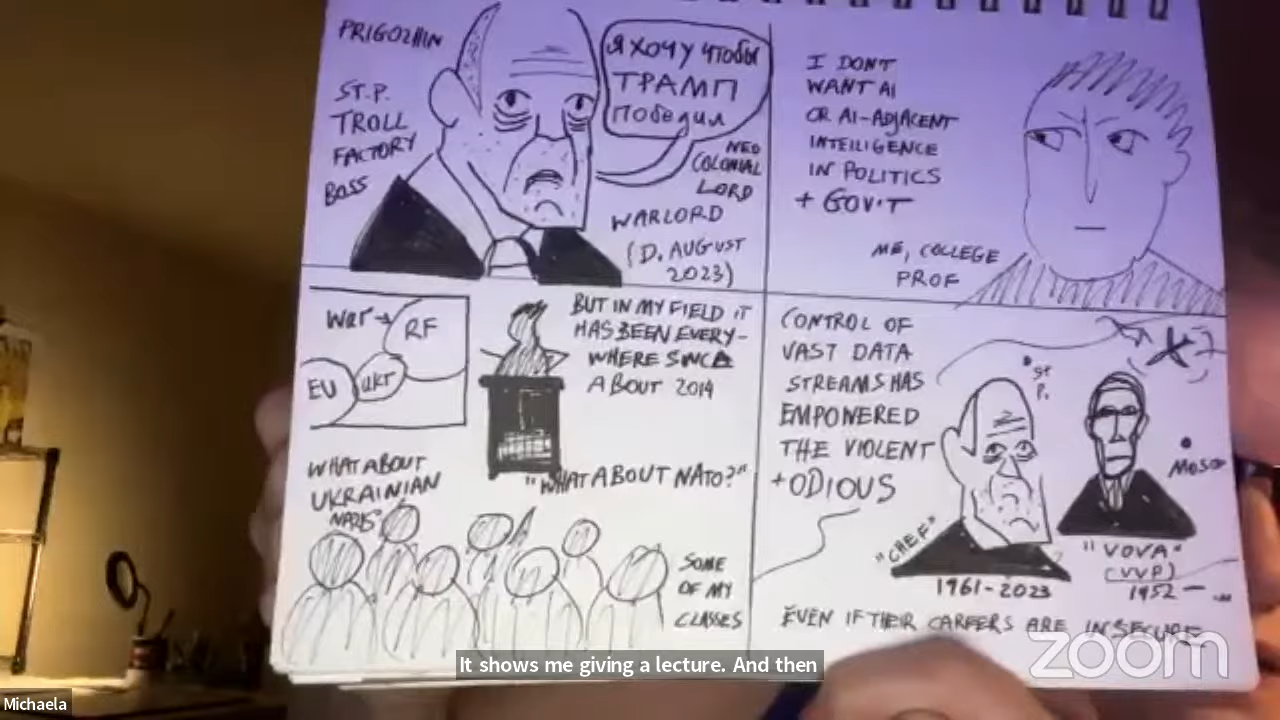 PRIGOZHIN
ST.P.
TROLL
FACTORY
BOSS
Я ХОЧУ ЧТОБЫ
ТРАМП
ПОБЕДИЛ
NEO
COLONIAL
LORD
WARLORD
(D. AUGUST
2023)
I DONT
WANT AI
OR AI-ADJACENT
INTELLIGENCE
IN POLITICS
+ GOV'T
ME, COLLEGE
PROF
War
RF
EU
UKr
BUT IN MY FIELD IT
HAS BEEN EVERY-
WHERE SINCE
ABOUT 2014
WHAT ABOUT
UKRAINIAN
NAZIS"
"WHAT ABOUT NATO?"
SOME
OF MY
CLASSES
CONTROL OF
VAST DATA
STREAMS HAS
EMPOWERED
THE VIOLENT
+ ODIOUS
ST
P.
MOSCO
"CHEF"
1961-2023
"VOVA"
(VVP)
1952 —
EVEN IF THEIR CAREERS ARE INSECURE
zoom
It shows me giving a lecture. And then
Michaela